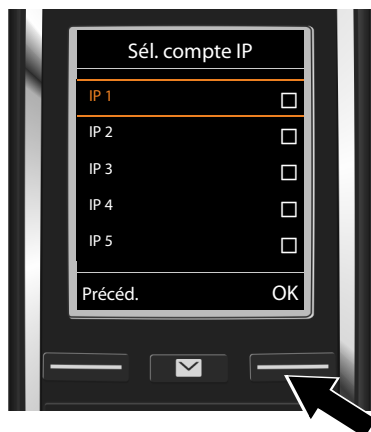 Sél. compte IP
IP 1
IP 2
IP 3
IP 4
IP 5
Précéd. OK